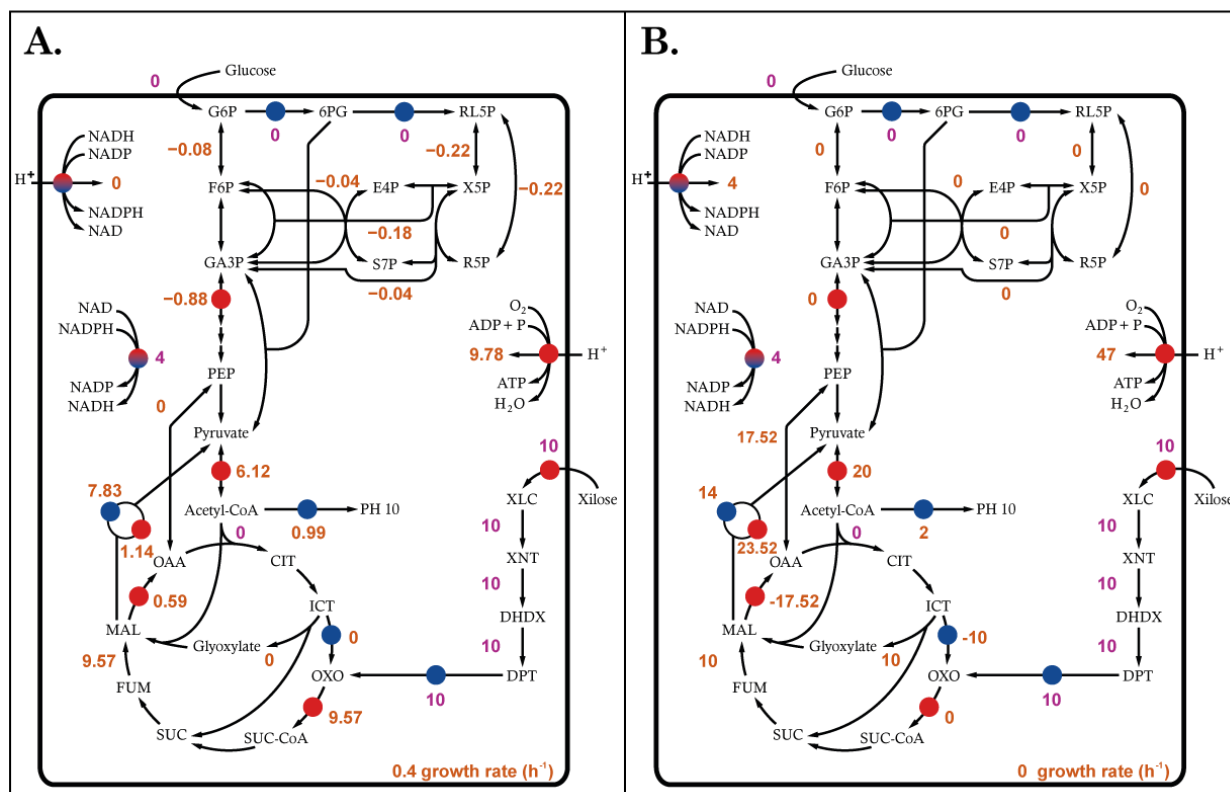 A.
0
Glucose
G6P
6PG
RL5P
0
0
NADH
NADP
−0.08
−0.22
H+
0
F6P
−0.04
E4P
X5P
−0.22
NADPH
NAD
−0.18
GA3P
S7P
R5P
−0.88
−0.04
NAD
NADPH
O2
ADP + P
4
9.78
H+
NADP
NADH
PEP
ATP
H2O
0
Pyruvate
10
6.12
7.83
XLC
Xilose
Acetyl-CoA
PH 10
0.99
10
1.14
0
OAA
CIT
XNT
10
0.59
ICT
MAL
DHDX
Glyoxylate
0
10
9.57
0
FUM
OXO
DPT
10
9.57
SUC
SUC-CoA
0.4 growth rate (h-1)
B.
0
Glucose
G6P
6PG
RL5P
0
0
NADH
NADP
0
0
H+
4
F6P
0
E4P
X5P
0
NADPH
NAD
0
GA3P
S7P
R5P
0
0
NAD
NADPH
O2
ADP + P
4
47
H+
NADP
NADH
PEP
ATP
H2O
17.52
Pyruvate
10
20
14
XLC
Xilose
Acetyl-CoA
PH 10
2
10
23.52
0
OAA
CIT
XNT
10
-17.52
ICT
MAL
DHDX
-10
Glyoxylate
10
10
10
FUM
OXO
DPT
10
0
SUC
SUC-CoA
0 growth rate (h-1)